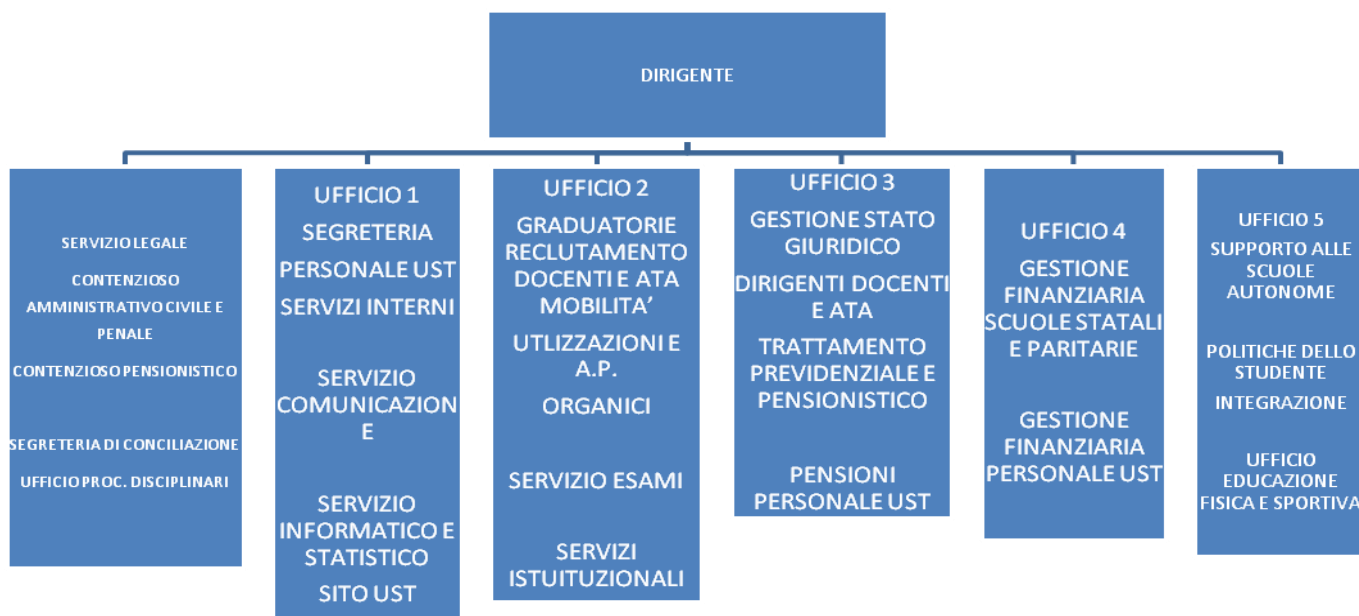 DIRIGENTE
SERVIZIO LEGALE
CONTENZIOSO
AMMINISTRATIVO CIVILE E
PENALE
CONTENZIOSO PENSIONISTICO
SEGRETERIA DI CONCILIAZIONE
UFFICIO PROC. DISCIPLINARI
UFFICIO 1
SEGRETERIA
PERSONALE UST
SERVIZI INTERNI
SERVIZIO
COMUNICAZION
E
SERVIZIO
INFORMATICO E
STATISTICO
SITO UST
UFFICIO 2
GRADUATORIE
RECLUTAMENTO
DOCENTI E ATA
MOBILITA’
UTLIZZAZIONI E
A.P.
ORGANICI
SERVIZIO ESAMI
SERVIZI
ISTUITUZIONALI
UFFICIO 3
GESTIONE STATO
GIURIDICO
DIRIGENTI DOCENTI
E ATA
TRATTAMENTO
PREVIDENZIALE E
PENSIONISTICO
PENSIONI
PERSONALE UST
UFFICIO 4
GESTIONE
FINANZIARIA
SCUOLE STATALI
E PARITARIE
GESTIONE
FINANZIARIA
PERSONALE UST
UFFICIO 5
SUPPORTO ALLE
SCUOLE
AUTONOME
POLITICHE DELLO
STUDENTE
INTEGRAZIONE
UFFICIO
EDUCAZIONE
FISICA E SPORTIVA